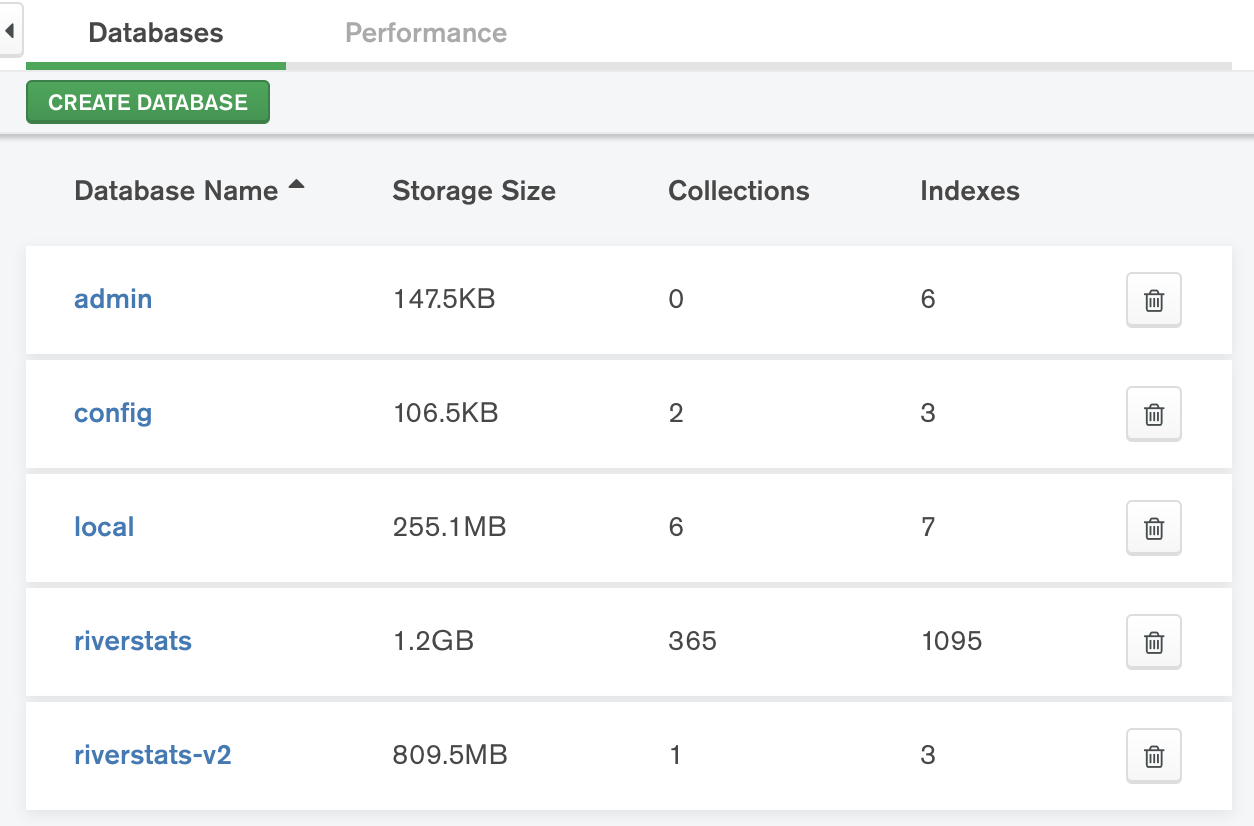 Databases Performance
CREATE DATABASE
Database Name Storage Size Collections Indexes
admin 147.5KB 0 6
config 106.5KB 2 3
local 255.1MB 6 7
riverstats 1.2GB 365 1095
riverstats-v2 809.5MB 1 3